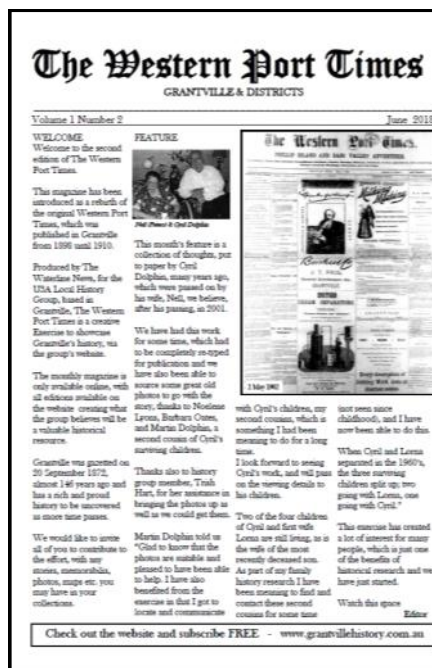 The Western Port Times
GRANTVILLE & DISTRICTS
Volume 1 Number 2
June 2018
WELCOME
Welcome to the second
edition of The Western
Port Times.
This magazine has been
introduced as a rebirth of
the original Western Port
Times, which was
published in Grantville
from 1898 until 1910.
Produced by The
Waterline News, for the
USA Local History
Group, based in
Grantville, The Western
Port Times is a creative
Exercise to showcase
Grantville's history, via
the group's website.
The monthly magazine is
only available online, with
all editions available on
the website creating what
the group believes will be
a valuable historical
resource.
Grantville was gazetted on
20 September 1872,
almost 146 years ago and
has a rich and proud
history to be uncovered
as more time passes.
We would like to invite
all of you to contribute to
the effort, with any
stories, memorabilia,
photos, maps etc. you
may have in your
collections.
FEATURE
Nell & Cyril Dolphin
This month's feature is a
collection of thoughts, put
to paper by Cyril
Dolphin, many years ago,
which were passed on by
his wife, Nell, we believe,
after his passing, in 2001.
We have had this work
for some time, which had
to be completely re-typed
for publication and we
have also been able to
source some great old
photos to go with the
story, thanks to Noelene
Lyons, Barbara Oates,
and Martin Dolphin, a
second cousin of Cyril's
surviving children.
Thanks also to history
group member, Trish
Hart, for her assistance in
bringing the photos up as
well as we could get them.
Martin Dolphin told us
"Glad to know that the
photos are suitable and
pleased to have been able
to help. I have also
benefited from the
exercise in that I got to
locate and communicate
The Western Port Times.
PHILLIP ISLAND AND BASS VALLEY ADVERTISER.
2 May 1902
with Cyril's children, my
second cousins, which is
something I had been
meaning to do for a long
time.
I look forward to seeing
Cyril's work, and will pass
on the viewing details to
his children.
Two of the four children
of Cyril and first wife
Lorna are still living, as is
the wife of the most
recently deceased son.
As part of my family
history research I have
been meaning to find and
contact these second
cousins for some time
(not seen since
childhood), and I have
now been able to do this.
When Cyril and Lorna
separated in the 1960's,
the three surviving
children split up; two
going with Lorna, one
going with Cyril."
This exercise has created
a lot of interest for many
people, which is just one
of the benefits of
historical research and we
have just started.
Watch this space
Editor
Check out the website and subscribe FREE - www.grantvillehistory.com.au